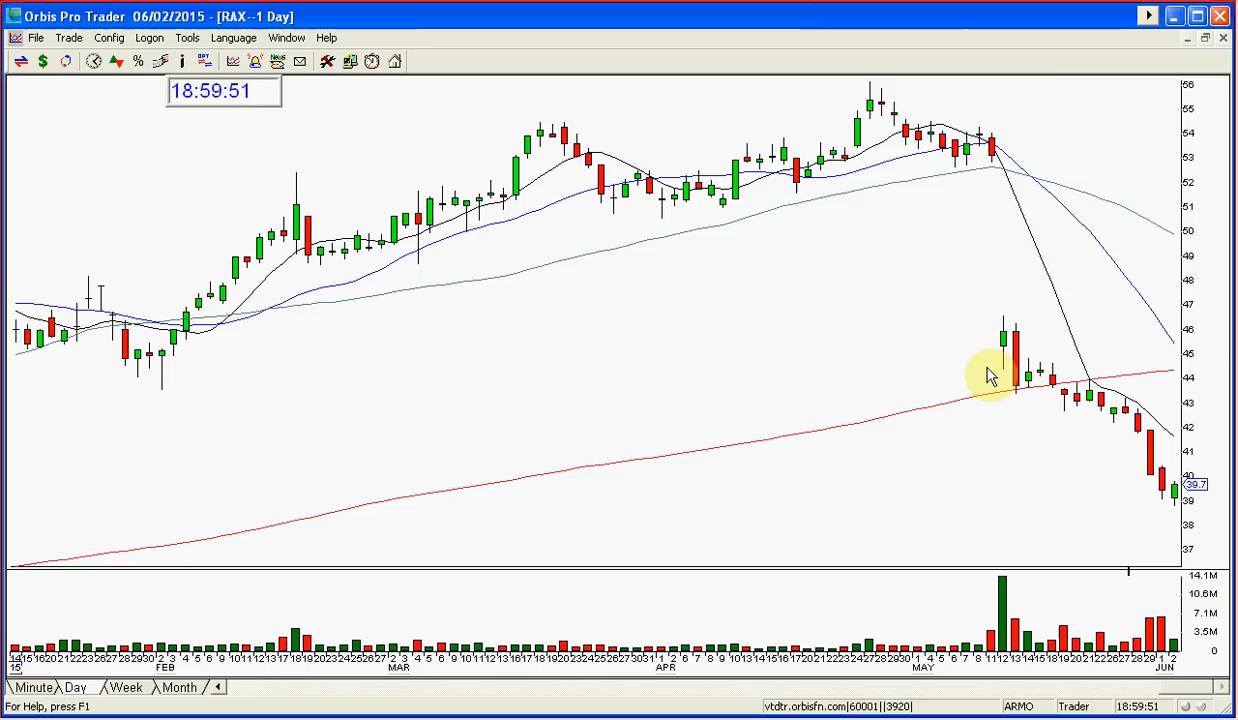 Orbis Pro Trader 06/02/2015 - [RAX--1 Day]
File Trade Config Logon Tools Language Window Help
18:59:51
56
55
54
53
52
51
50
49
48
47
46
45
44
43
42
41
40
39.7
39
38
37
14.1M
10.6M
7.1M
3.5M
0
15 FEB MAR APR MAY JUN
Minute Day Week Month
For Help, press F1 vtdtr.orbisfn.com|60001||3920| ARMO Trader 18:59:51